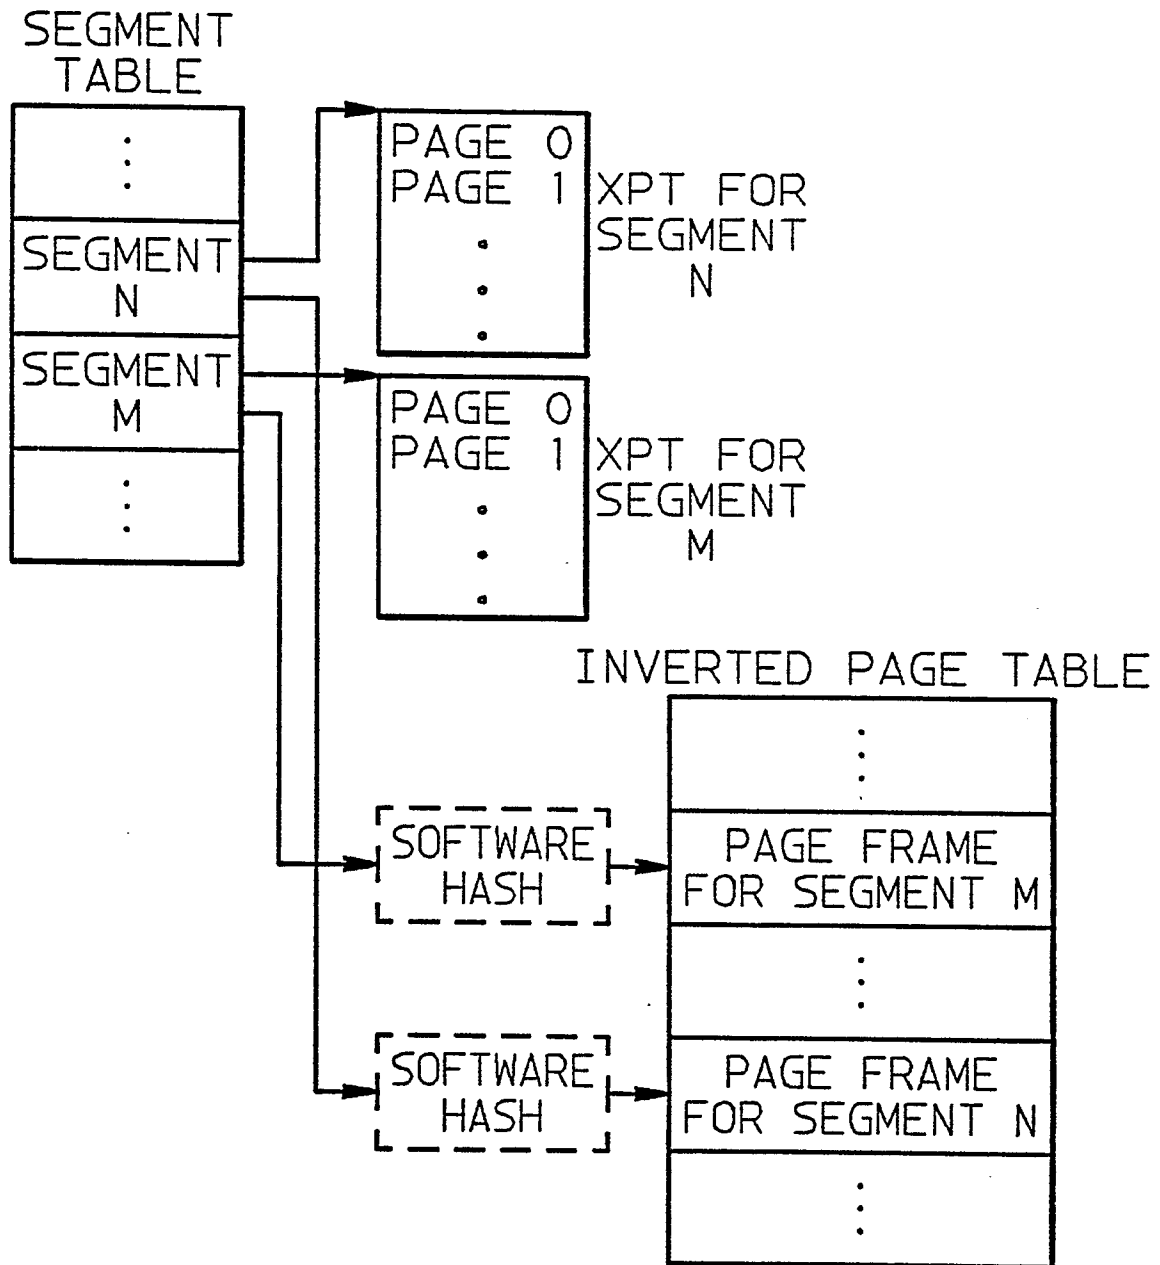 SEGMENT
TABLE
SEGMENT
N
SEGMENT
M
PAGE 0
PAGE 1
XPT FOR
SEGMENT
N
PAGE 0
PAGE 1
XPT FOR
SEGMENT
M
INVERTED PAGE TABLE
SOFTWARE
HASH
PAGE FRAME
FOR SEGMENT M
SOFTWARE
HASH
PAGE FRAME
FOR SEGMENT N